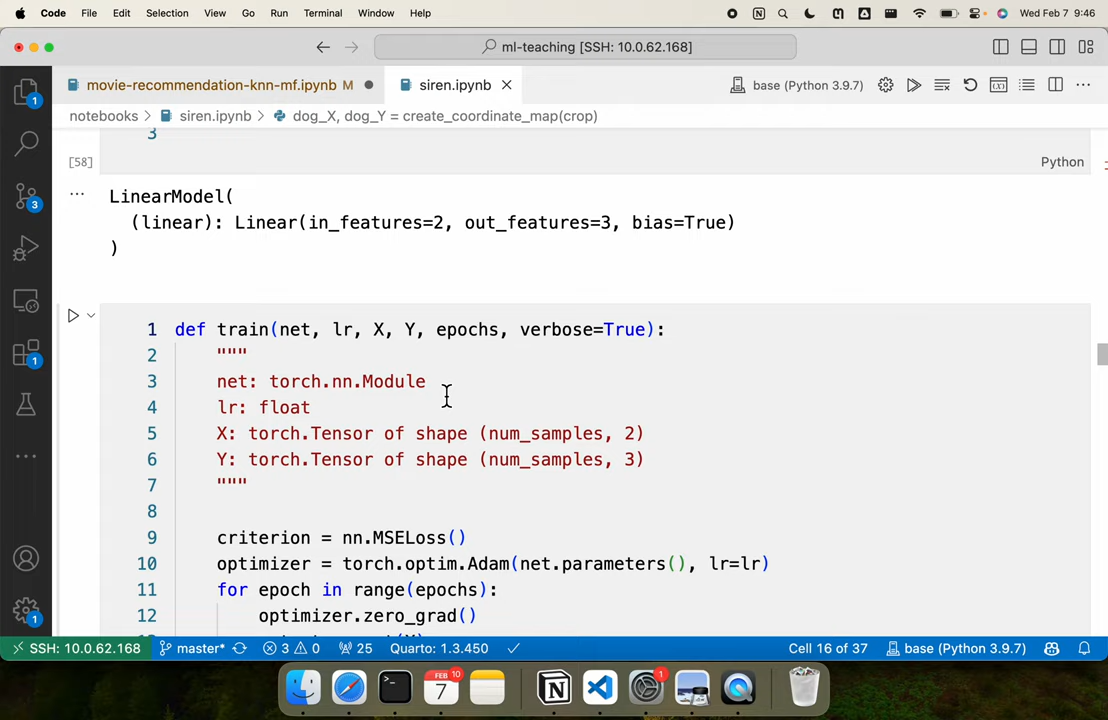 Code File Edit Selection View Go Run Terminal Window Help Wed Feb 7 9:46
ml-teaching [SSH: 10.0.62.168]
movie-recommendation-knn-mf.ipynb M siren.ipynb base (Python 3.9.7)
notebooks > siren.ipynb > dog_X, dog_Y = create_coordinate_map(crop)
3
[58] Python
... LinearModel(
(linear): Linear(in_features=2, out_features=3, bias=True)
)
1 def train(net, lr, X, Y, epochs, verbose=True):
2 """
3 net: torch.nn.Module
4 lr: float
5 X: torch.Tensor of shape (num_samples, 2)
6 Y: torch.Tensor of shape (num_samples, 3)
7 """
8
9 criterion = nn.MSELoss()
10 optimizer = torch.optim.Adam(net.parameters(), lr=lr)
11 for epoch in range(epochs):
12 optimizer.zero_grad()
1
3
1
1
SSH: 10.0.62.168 master* 3 0 25 Quarto: 1.3.450 Cell 16 of 37 base (Python 3.9.7)
FEB 10 7 1